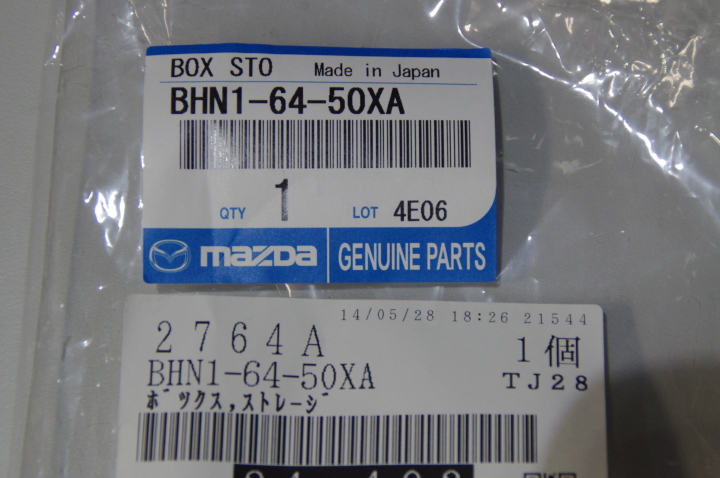 BOX STO Made in Japan
BHN1-64-50XA
QTY 1 LOT 4E06
mazda GENUINE PARTS
14/05/28 18:26 21544
2764A 1個
BHN1-64-50XA TJ28
ボックス,ストレージ